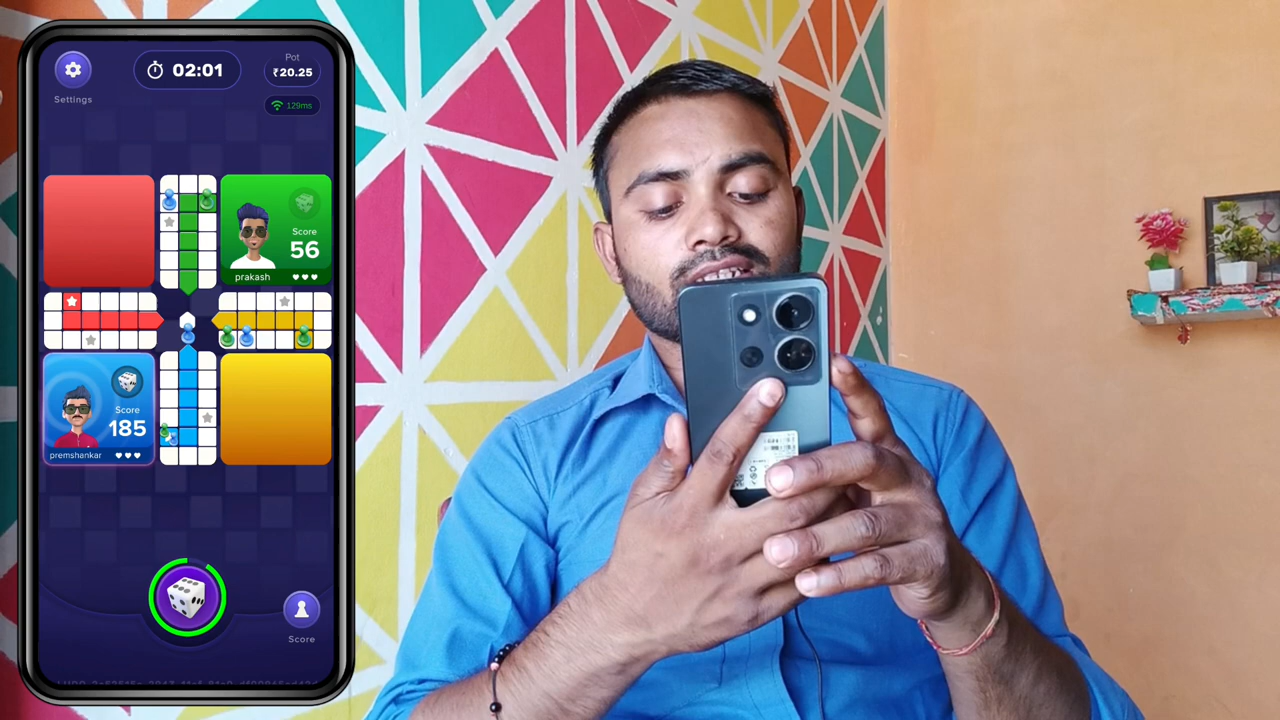 02:01
Pot
₹20.25
Settings
129ms
Score
56
prakash
Score
185
premshankar
Score